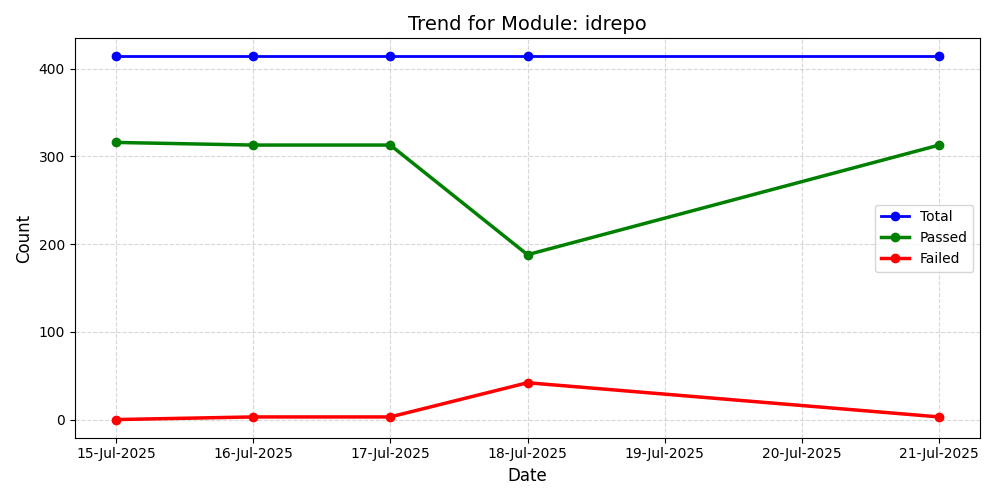 Trend for Module: idrepo
Count
400
300
200
100
0
Total
Passed
Failed
15-Jul-2025 16-Jul-2025 17-Jul-2025 18-Jul-2025 19-Jul-2025 20-Jul-2025 21-Jul-2025
Date